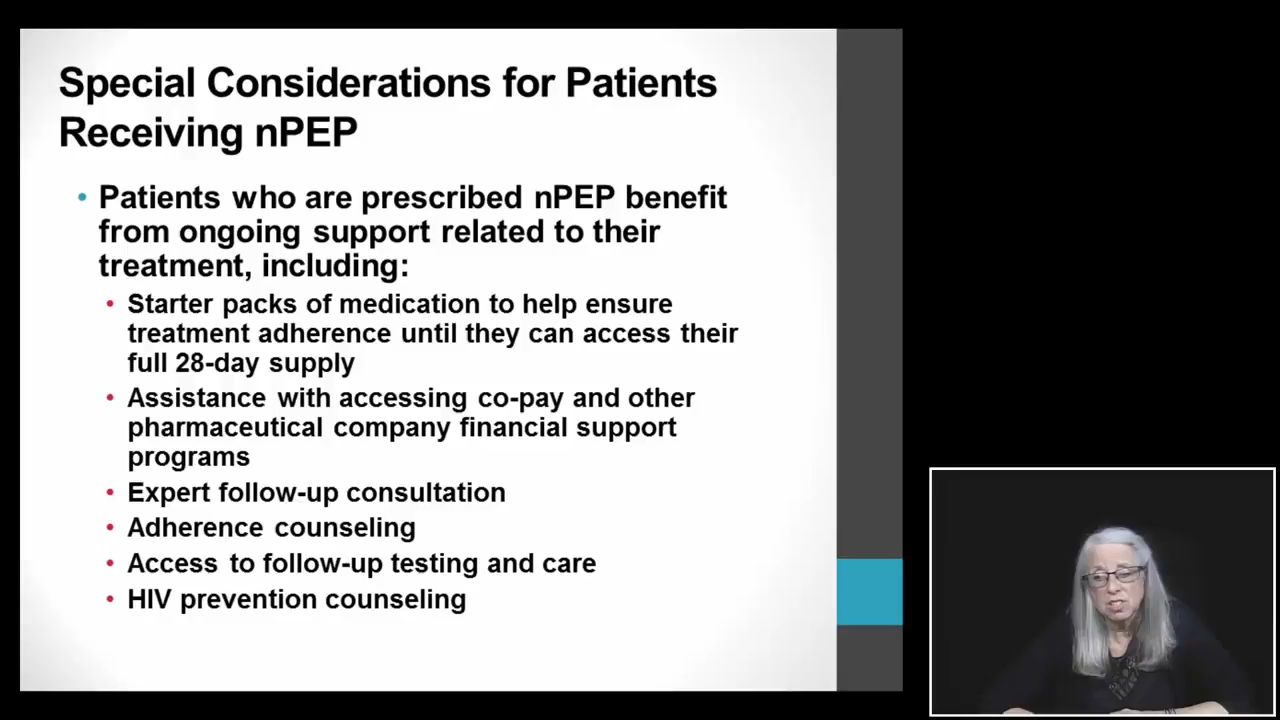 Special Considerations for Patients
Receiving nPEP
• Patients who are prescribed nPEP benefit
from ongoing support related to their
treatment, including:
• Starter packs of medication to help ensure
treatment adherence until they can access their
full 28-day supply
• Assistance with accessing co-pay and other
pharmaceutical company financial support
programs
• Expert follow-up consultation
• Adherence counseling
• Access to follow-up testing and care
• HIV prevention counseling